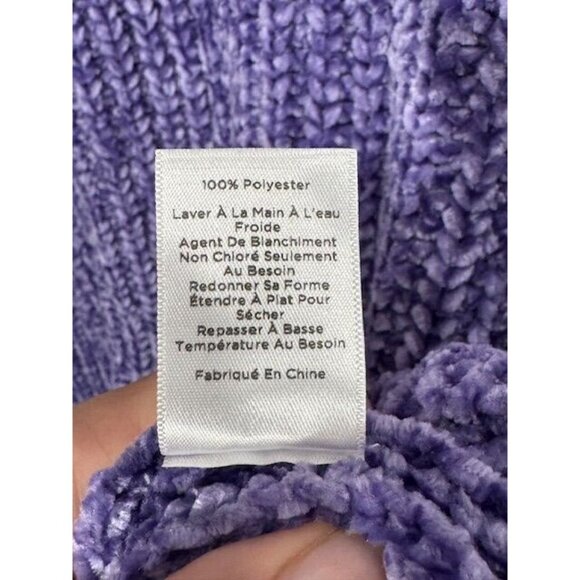 100% Polyester
Laver À La Main À L'eau
Froide
Agent De Blanchiment
Non Chloré Seulement
Au Besoin
Redonner Sa Forme
Étendre À Plat Pour
Sécher
Repasser À Basse
Température Au Besoin
Fabriqué En Chine